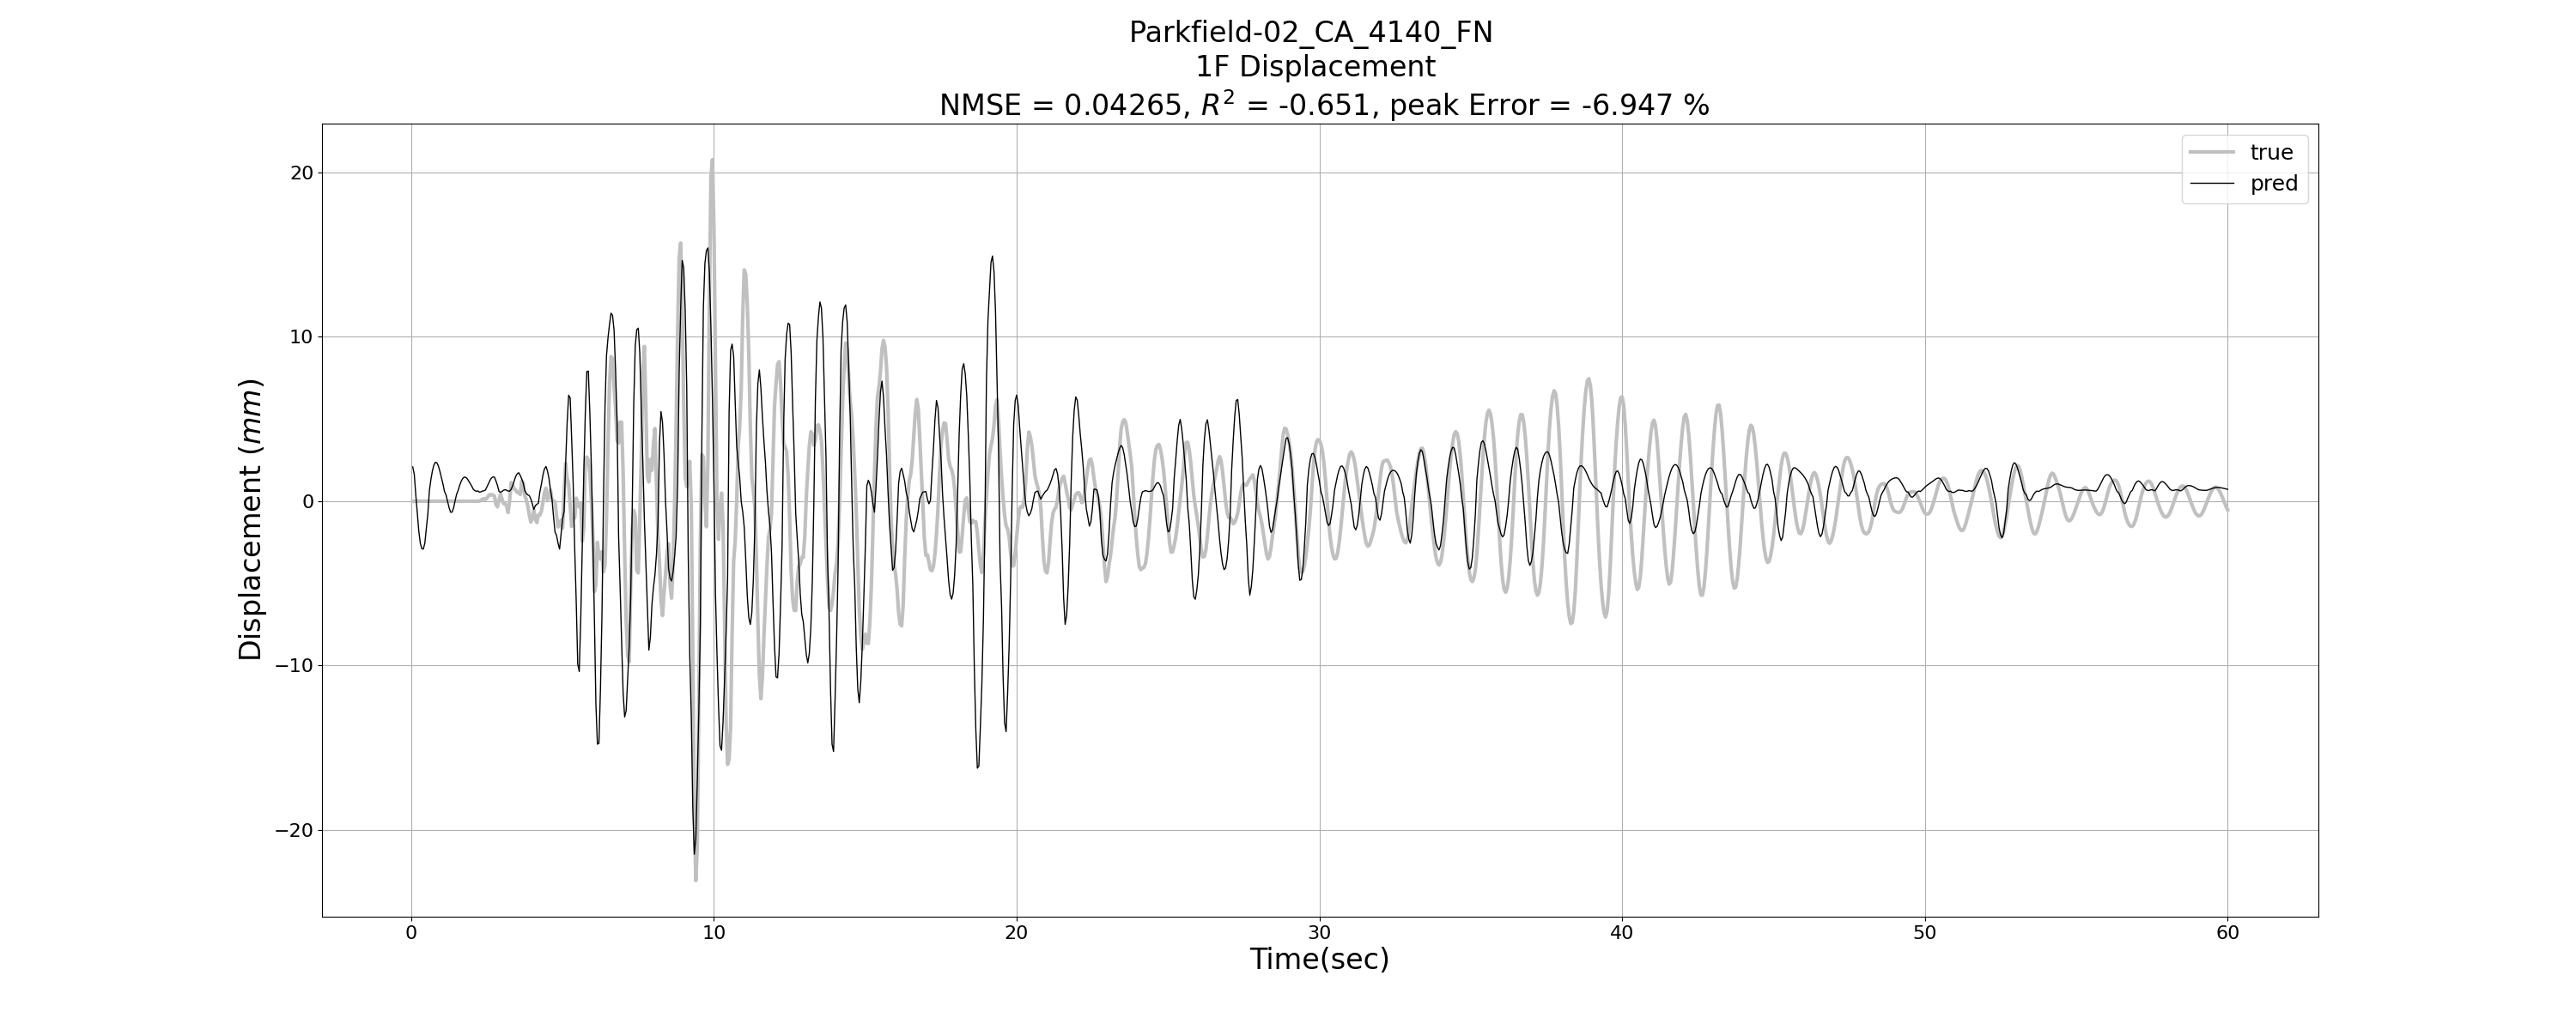 Parkfield-02_CA_4140_FN
1F Displacement
NMSE = 0.04265, R² = -0.651, peak Error = -6.947 %
true
pred
20
10
0
−10
−20
Displacement (mm)
0 10 20 30 40 50 60
Time(sec)